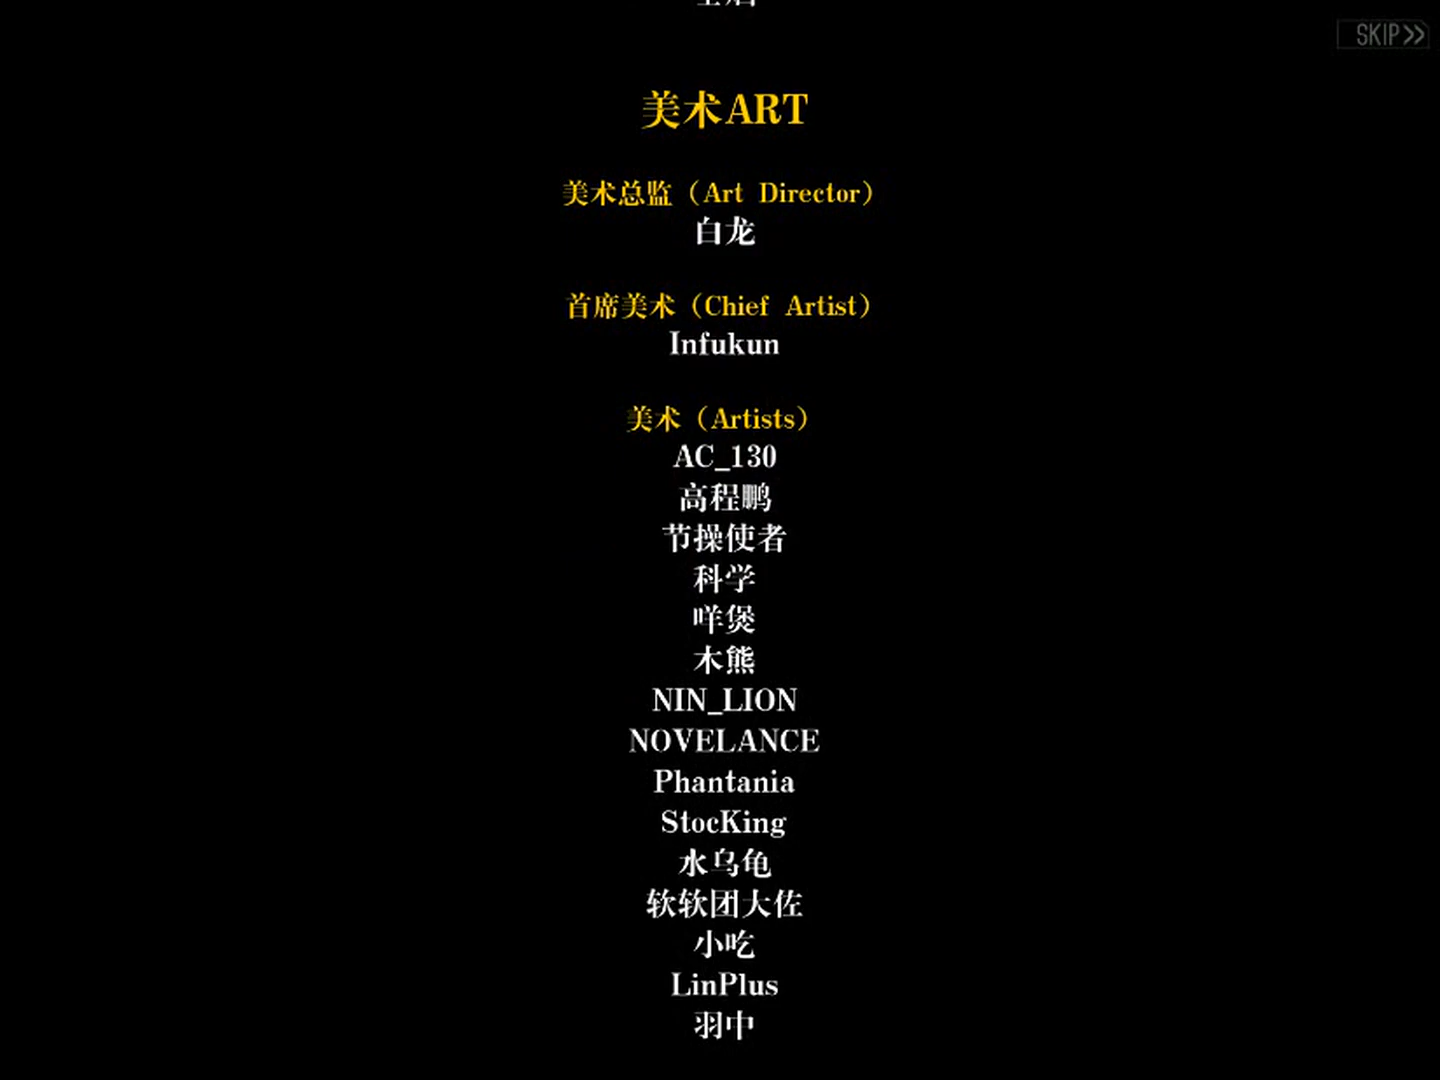 SKIP
美术ART
美术总监（Art Director）
白龙
首席美术（Chief Artist）
Infukun
美术（Artists）
AC_130
高程鹏
节操使者
科学
咩煲
木熊
NIN_LION
NOVELANCE
Phantania
StocKing
水乌龟
软软团大佐
小吃
LinPlus
羽中